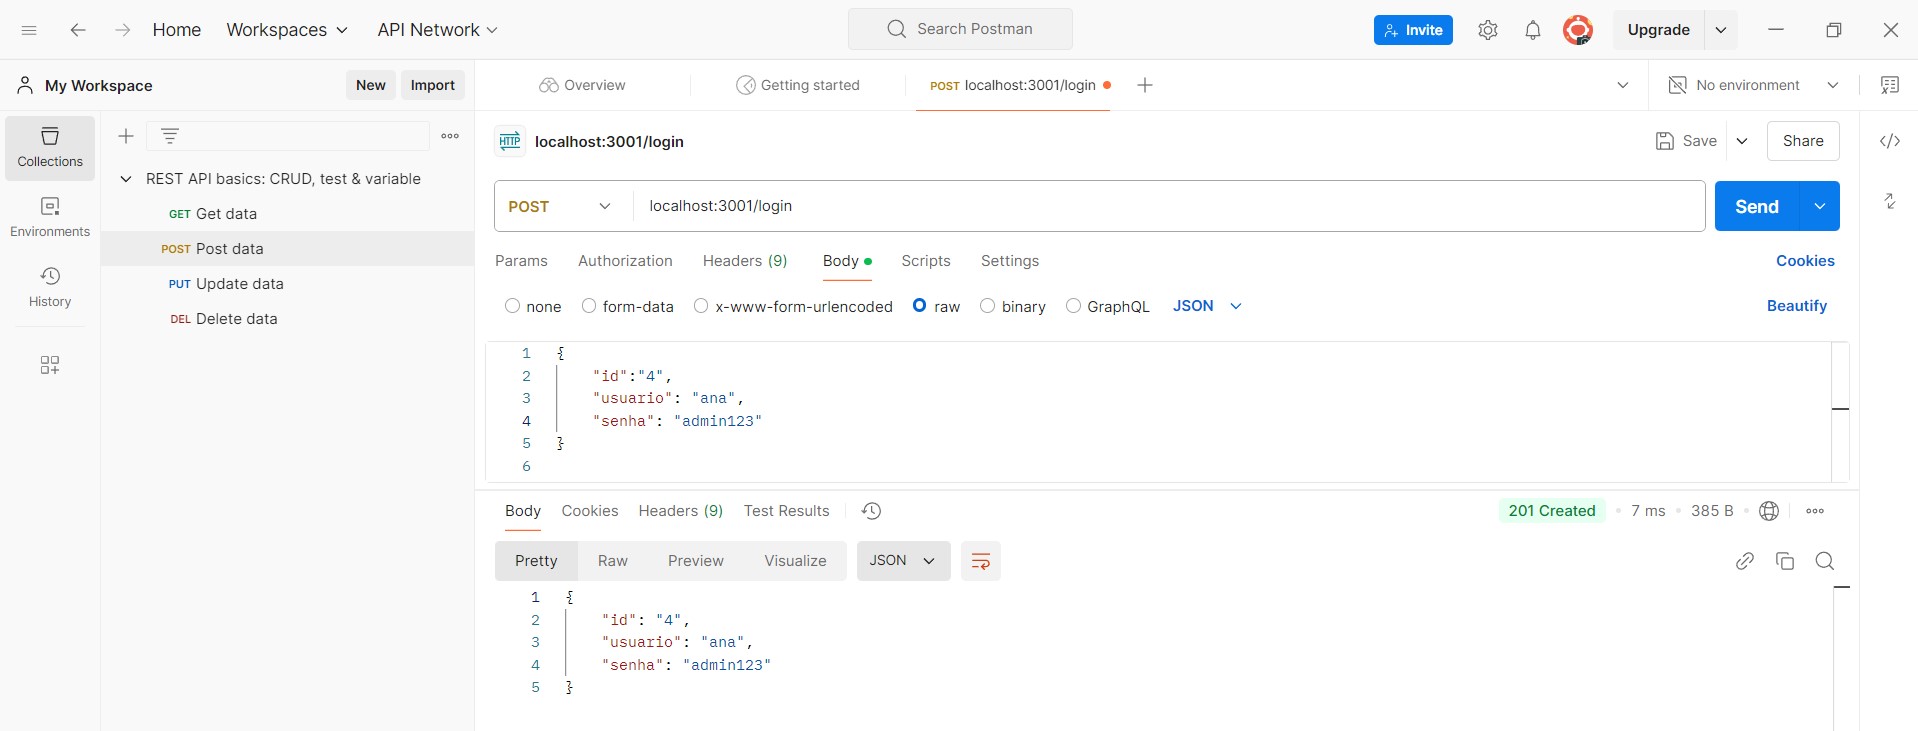 Home Workspaces API Network Search Postman Invite Upgrade
My Workspace New Import Overview Getting started POST localhost:3001/login No environment
Collections
Environments
History
REST API basics: CRUD, test & variable
GET Get data
POST Post data
PUT Update data
DEL Delete data
HTTP localhost:3001/login Save Share
POST localhost:3001/login Send
Params Authorization Headers (9) Body Scripts Settings Cookies
none form-data x-www-form-urlencoded raw binary GraphQL JSON Beautify
1 {
2 "id":"4",
3 "usuario": "ana",
4 "senha": "admin123"
5 }
6
Body Cookies Headers (9) Test Results 201 Created 7 ms 385 B
Pretty Raw Preview Visualize JSON
1 {
2 "id": "4",
3 "usuario": "ana",
4 "senha": "admin123"
5 }